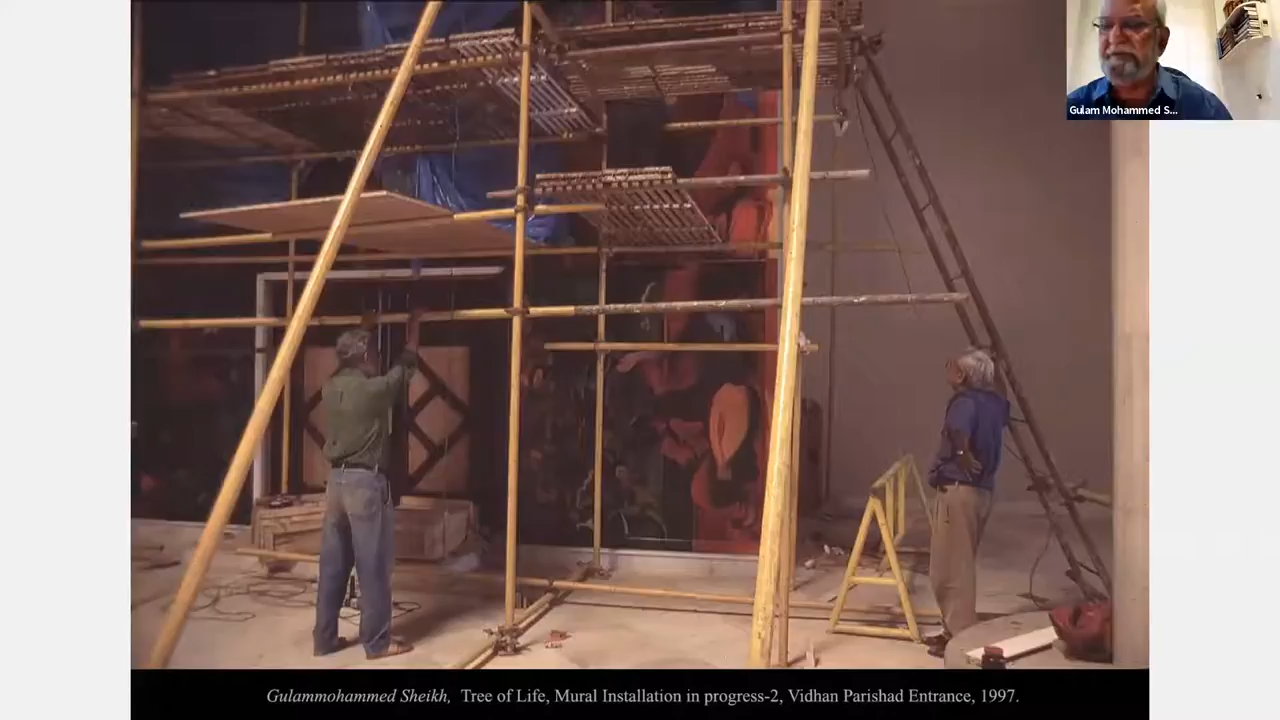 Gulam Mohammed S...
Gulammohammed Sheikh, Tree of Life, Mural Installation in progress-2, Vidhan Parishad Entrance, 1997.